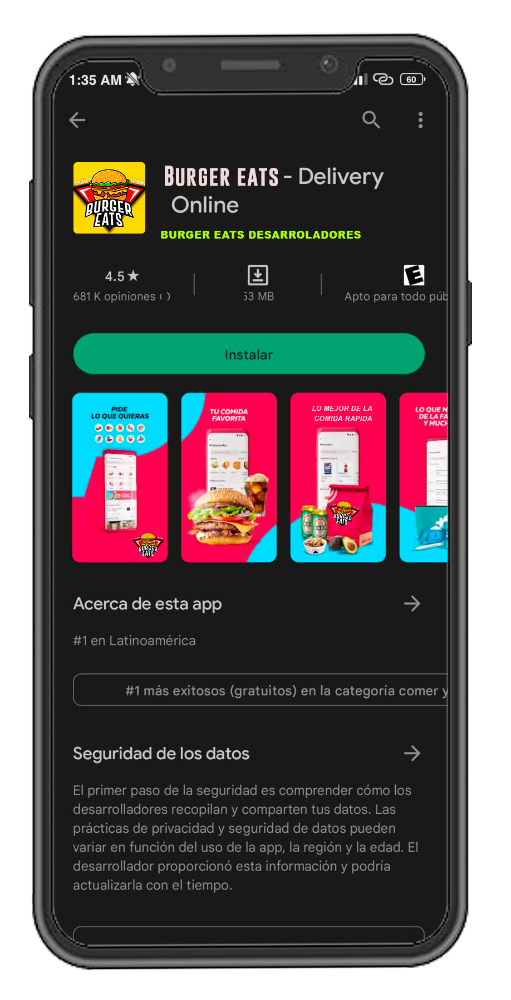 1:35 AM
60
CALIDAD FRESCURA
BURGER
EATS
BURGER EATS - Delivery
Online
BURGER EATS DESARROLADORES
4.5★
681 K opiniones
53 MB
E
Apto para todo púb
Instalar
PIDE
LO QUE QUIERAS
BURGER
EATS
TU COMIDA
FAVORITA
Restaurantes
LO MEJOR DE LA
COMIDA RAPIDA
Mercados
BURGER
EATS
LO QUE N
DE LA FA
Y MUCH
Acerca de esta app
#1 en Latinoamérica
#1 más exitosos (gratuitos) en la categoría comer y
Seguridad de los datos
El primer paso de la seguridad es comprender cómo los
desarrolladores recopilan y comparten tus datos. Las
prácticas de privacidad y seguridad de datos pueden
variar en función del uso de la app, la región y la edad. El
desarrollador proporcionó esta información y podría
actualizarla con el tiempo.